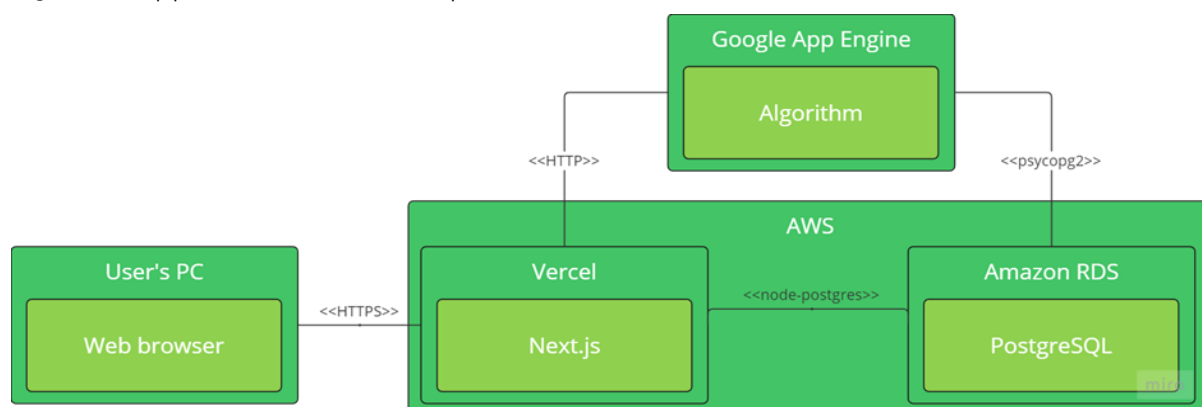 Google App Engine
Algorithm
<<HTTP>>
<<psycopg2>>
AWS
User's PC
Vercel
Amazon RDS
<<node-postgres>>
<<HTTPS>>
Web browser
Next.js
PostgreSQL
miro